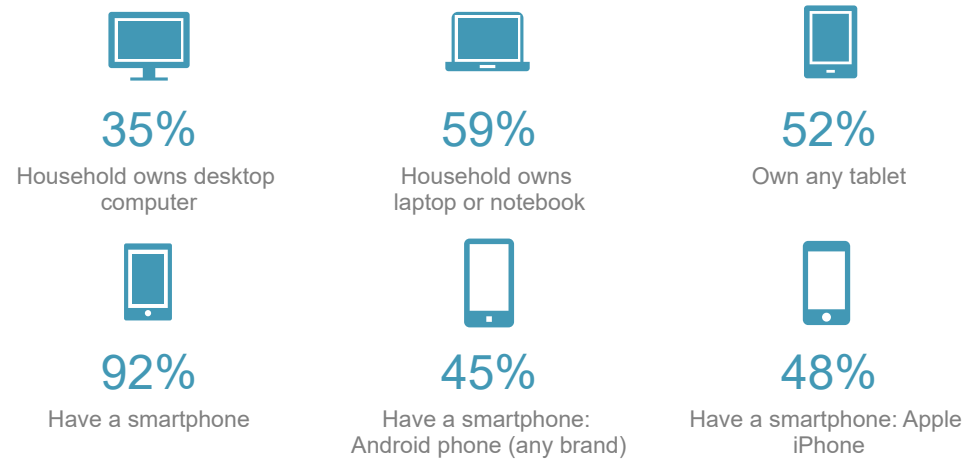 35%
Household owns desktop
computer
59%
Household owns
laptop or notebook
52%
Own any tablet
92%
Have a smartphone
45%
Have a smartphone:
Android phone (any brand)
48%
Have a smartphone: Apple
iPhone